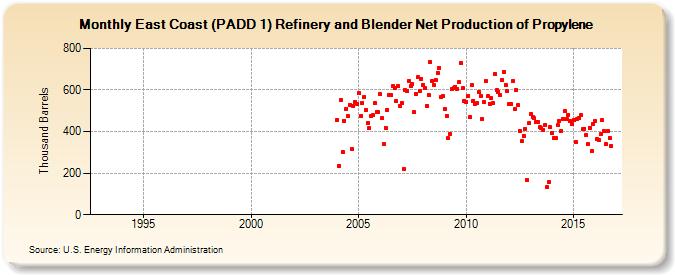 Monthly East Coast (PADD 1) Refinery and Blender Net Production of Propylene
Thousand Barrels
800
600
400
200
0
1995 2000 2005 2010 2015
Source: U.S. Energy Information Administration